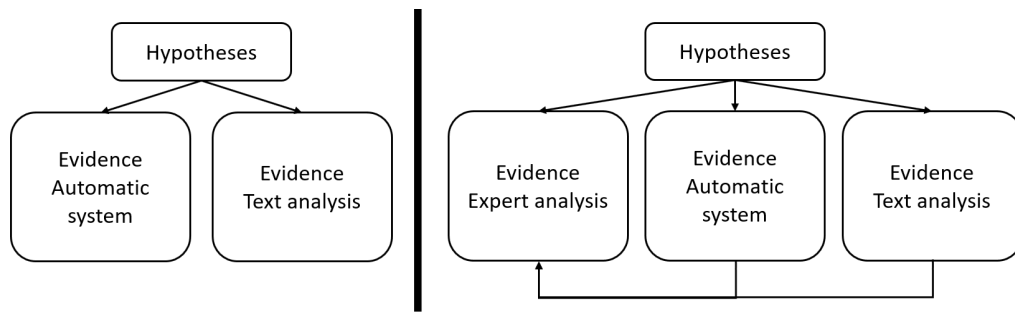 Hypotheses
Evidence
Automatic
system
Evidence
Text analysis
Hypotheses
Evidence
Expert analysis
Evidence
Automatic
system
Evidence
Text analysis